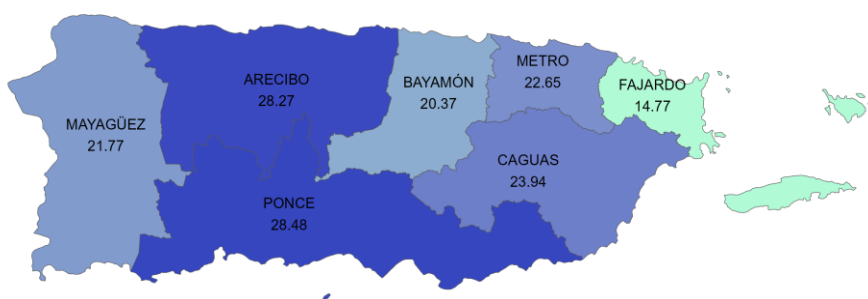 METRO
22.65
ARECIBO
28.27
BAYAMÓN
20.37
FAJARDO
14.77
MAYAGÜEZ
21.77
CAGUAS
23.94
PONCE
28.48